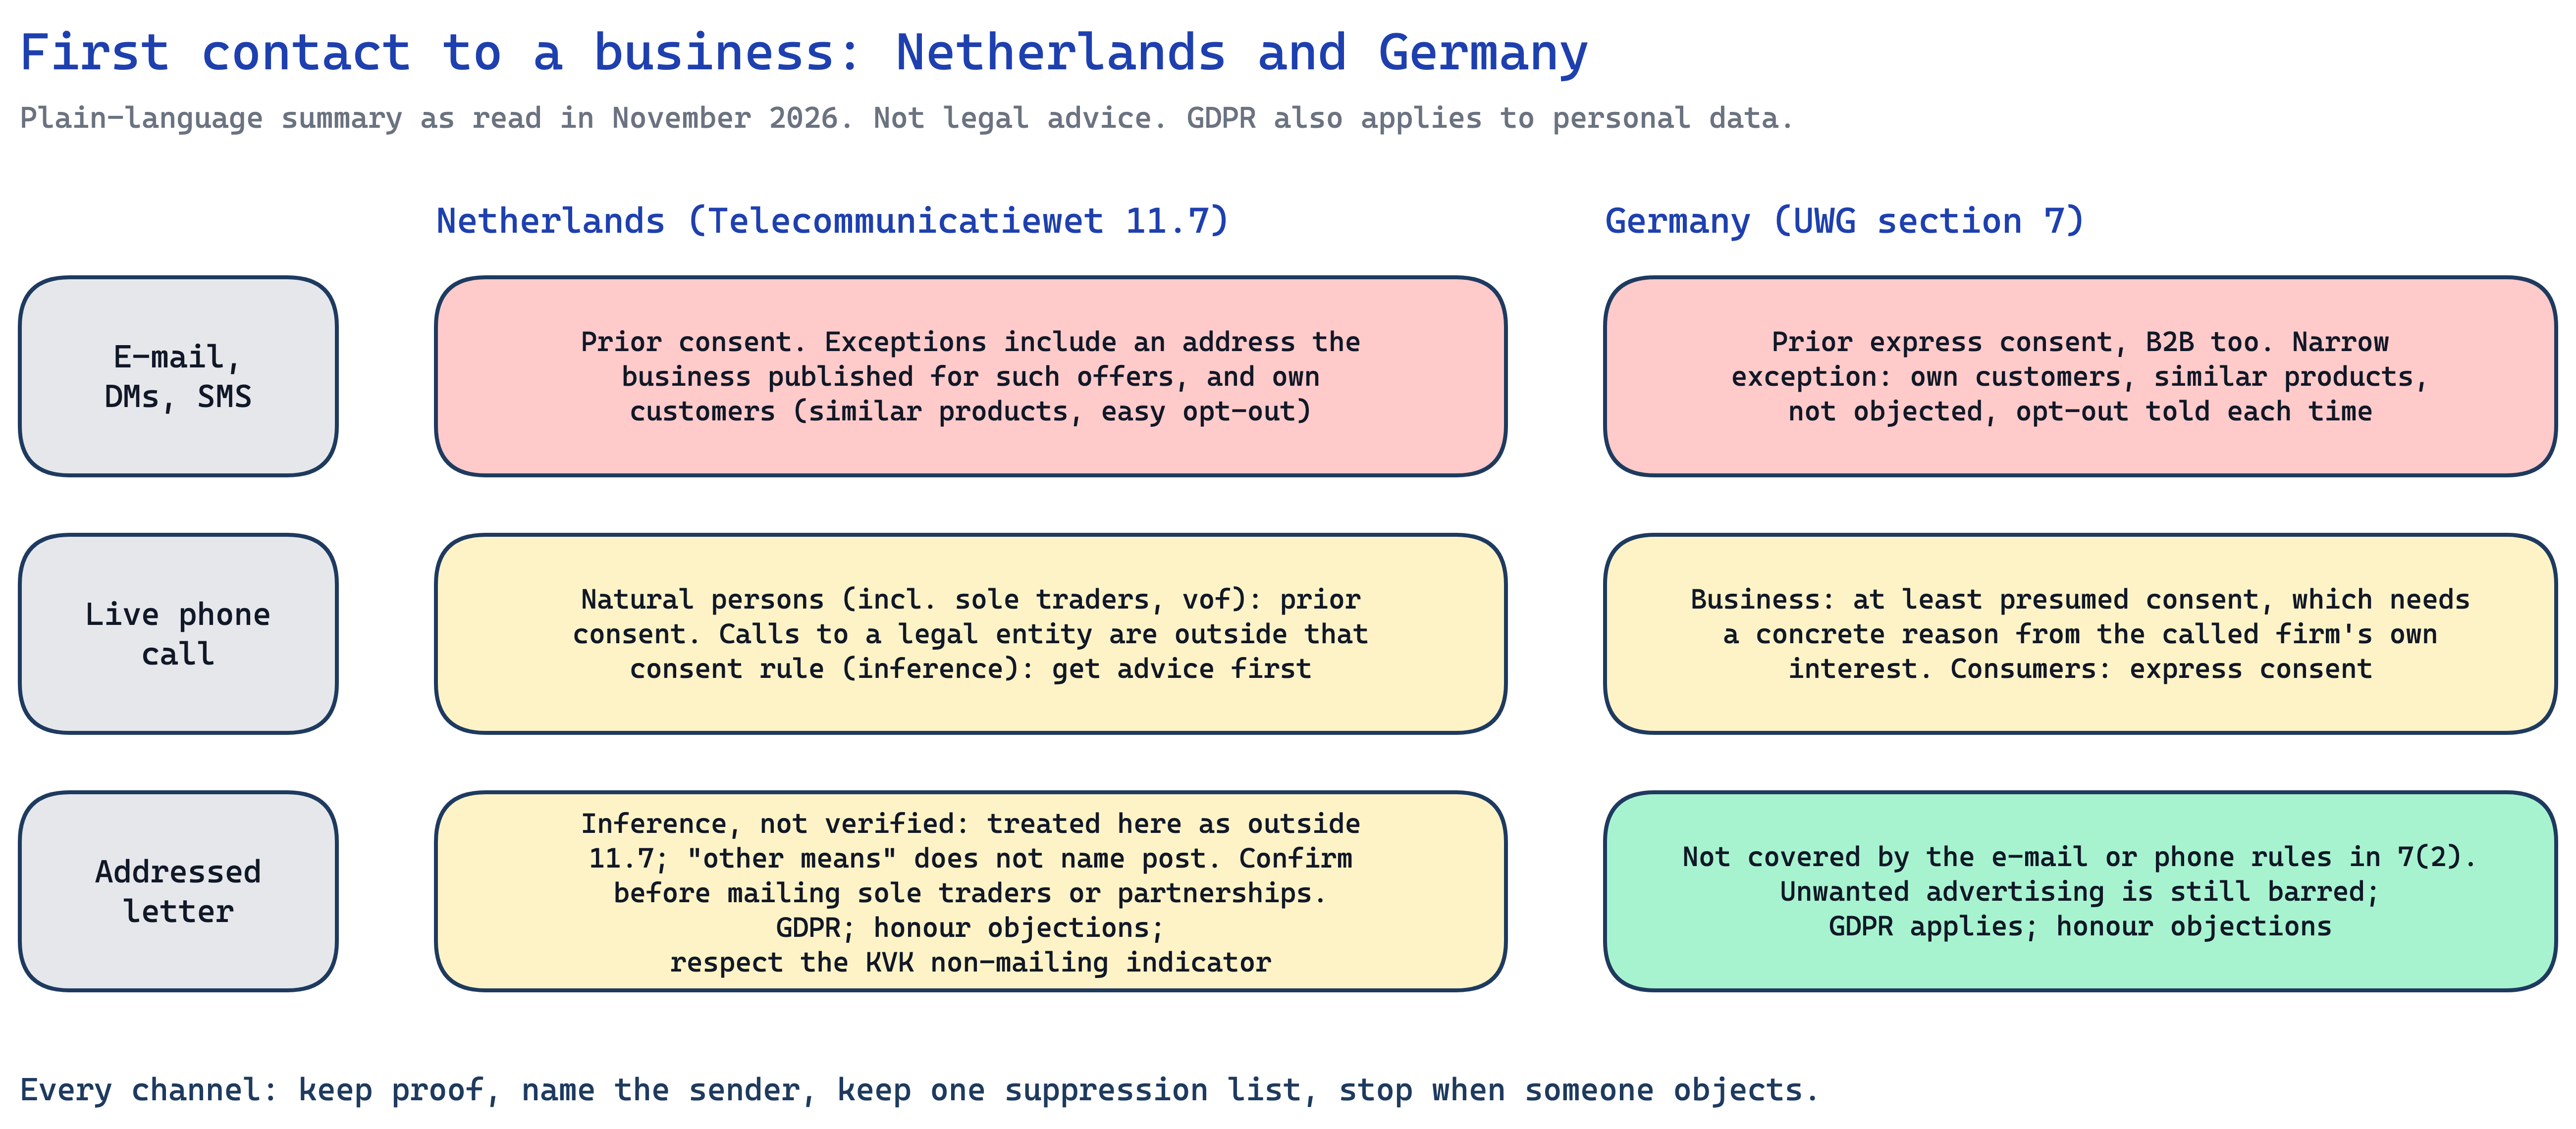 First contact to a business: Netherlands and Germany
Plain-language summary as read in November 2026. Not legal advice. GDPR also applies to personal data.
Netherlands (Telecommunicatiewet 11.7)
Germany (UWG section 7)
E-mail,
DMs, SMS
Prior consent. Exceptions include an address the
business published for such offers, and own
customers (similar products, easy opt-out)
Prior express consent, B2B too. Narrow
exception: own customers, similar products,
not objected, opt-out told each time
Live phone
call
Natural persons (incl. sole traders, vof): prior
consent. Calls to a legal entity are outside that
consent rule (inference): get advice first
Business: at least presumed consent, which needs
a concrete reason from the called firm's own
interest. Consumers: express consent
Addressed
letter
Inference, not verified: treated here as outside
11.7; "other means" does not name post. Confirm
before mailing sole traders or partnerships.
GDPR; honour objections;
respect the KVK non-mailing indicator
Not covered by the e-mail or phone rules in 7(2).
Unwanted advertising is still barred;
GDPR applies; honour objections
Every channel: keep proof, name the sender, keep one suppression list, stop when someone objects.